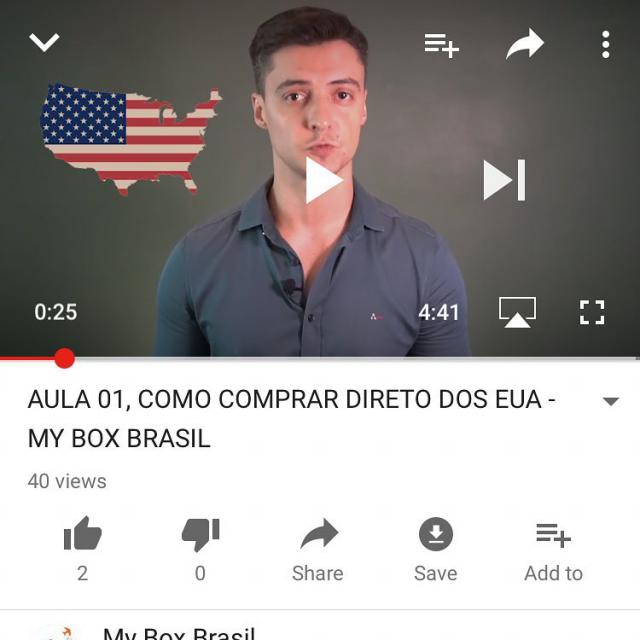 0:25
4:41
AULA 01, COMO COMPRAR DIRETO DOS EUA -
MY BOX BRASIL
40 views
2
0
Share
Save
Add to
My Box Brasil